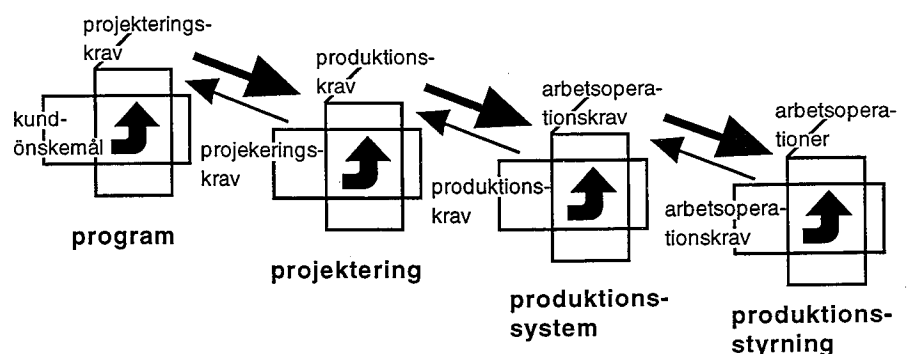 projekterings-
krav
kund-
önskemål
program
produktions-
krav
projekerings-
krav
projektering
arbetsopera-
tionskrav
produktions-
krav
produktions-
system
arbetsopera-
tioner
arbetsopera-
tionskrav
produktions-
styrning